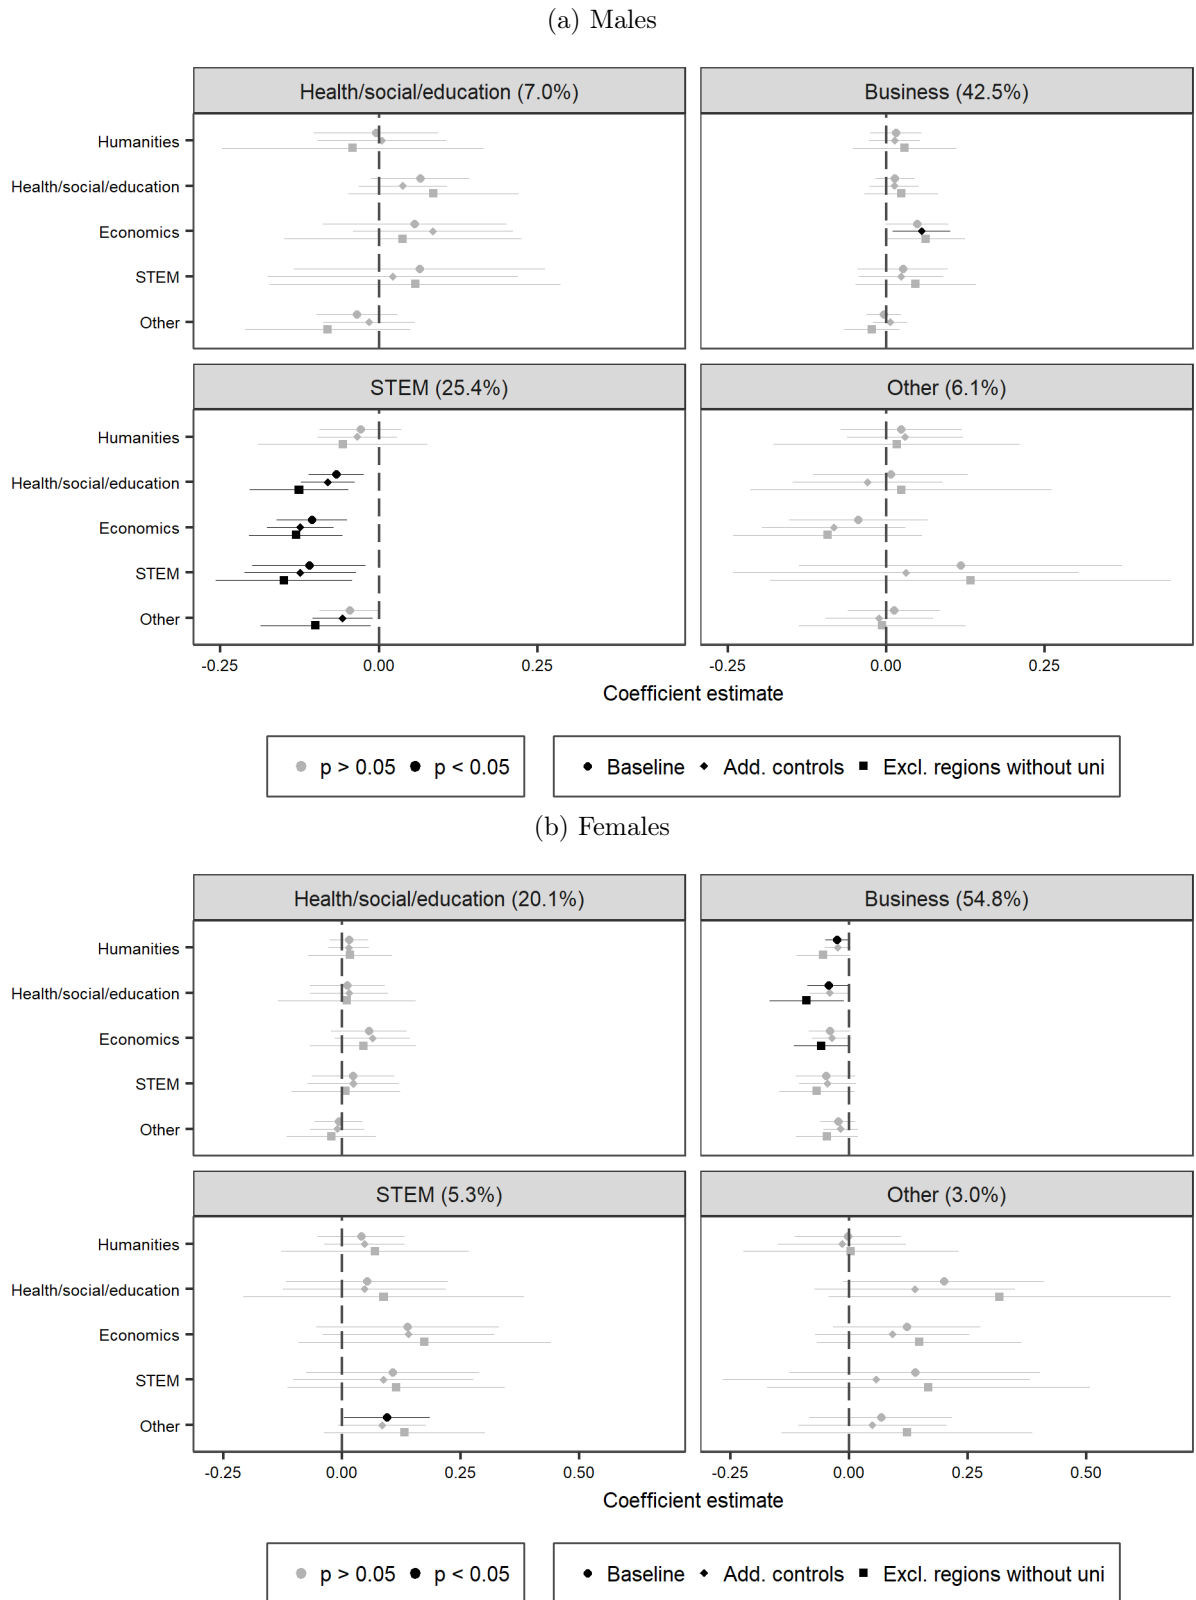 (a) Males
Health/social/education (7.0%)
Business (42.5%)
Humanities
Health/social/education
Economics
STEM
Other
STEM (25.4%)
Other (6.1%)
Humanities
Health/social/education
Economics
STEM
Other
-0.25 0.00 0.25
-0.25 0.00 0.25
Coefficient estimate
p > 0.05 p < 0.05
Baseline Add. controls Excl. regions without uni
(b) Females
Health/social/education (20.1%)
Business (54.8%)
Humanities
Health/social/education
Economics
STEM
Other
STEM (5.3%)
Other (3.0%)
Humanities
Health/social/education
Economics
STEM
Other
-0.25 0.00 0.25 0.50
-0.25 0.00 0.25 0.50
Coefficient estimate
p > 0.05 p < 0.05
Baseline Add. controls Excl. regions without uni